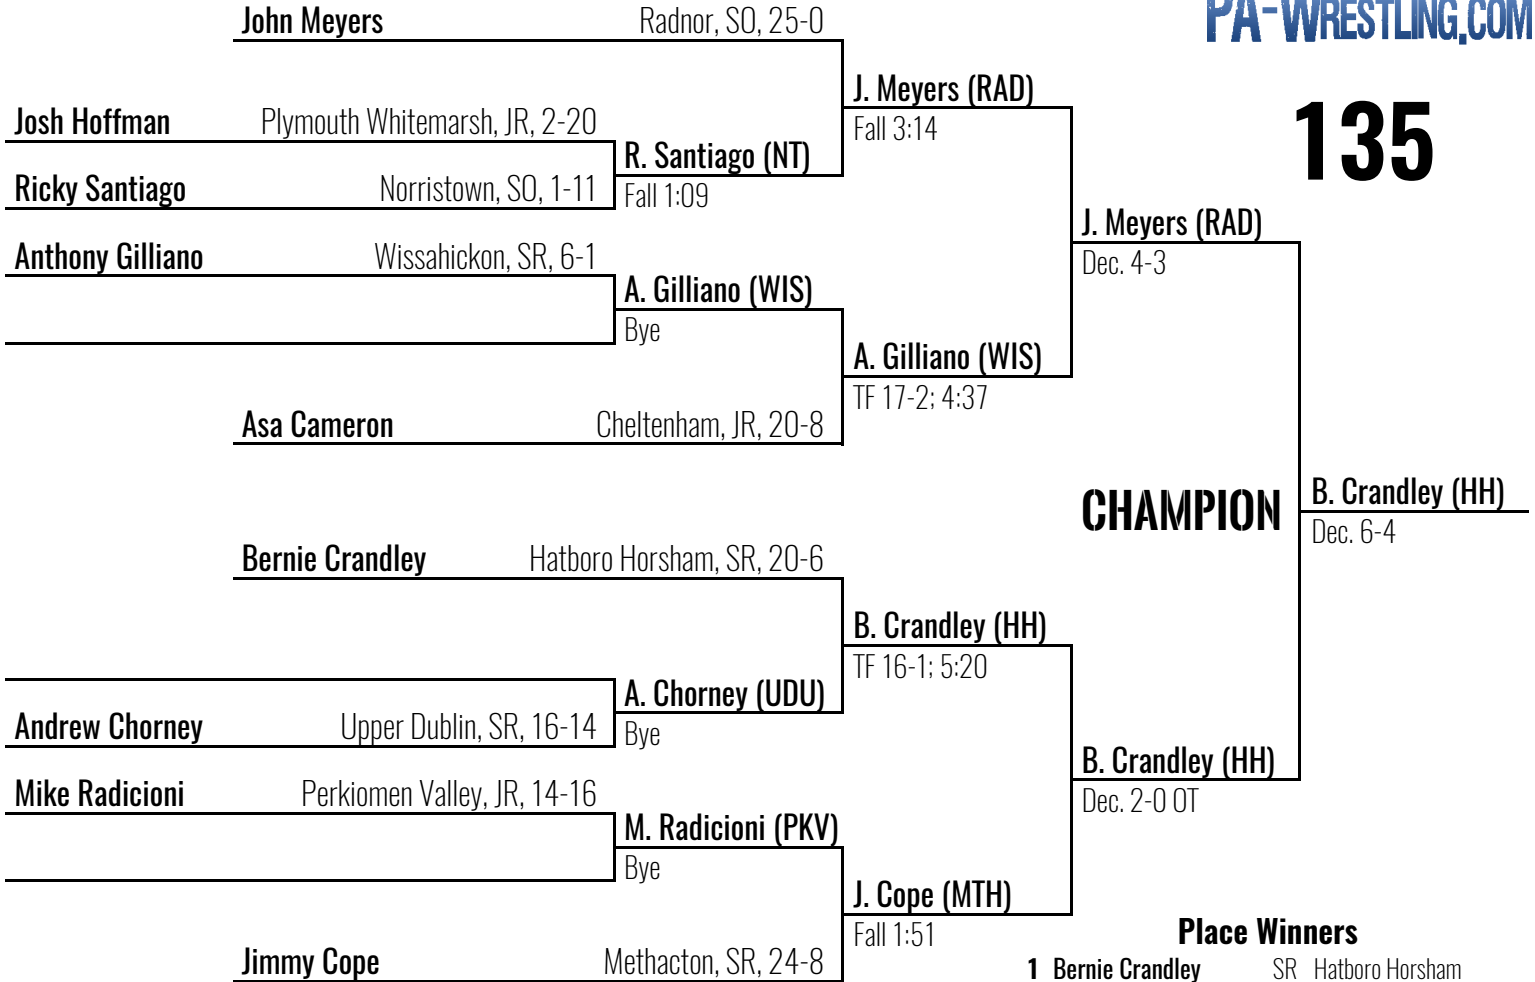 PA-WRESTLING.COM
John Meyers Radnor, SO, 25-0
J. Meyers (RAD)
Fall 3:14
135
Josh Hoffman Plymouth Whitemarsh, JR, 2-20
R. Santiago (NT)
Fall 1:09
Ricky Santiago Norristown, SO, 1-11
J. Meyers (RAD)
Dec. 4-3
Anthony Gilliano Wissahickon, SR, 6-1
A. Gilliano (WIS)
Bye
A. Gilliano (WIS)
TF 17-2; 4:37
Asa Cameron Cheltenham, JR, 20-8
CHAMPION
B. Crandley (HH)
Dec. 6-4
Bernie Crandley Hatboro Horsham, SR, 20-6
B. Crandley (HH)
TF 16-1; 5:20
A. Chorney (UDU)
Bye
Andrew Chorney Upper Dublin, SR, 16-14
B. Crandley (HH)
Dec. 2-0 OT
Mike Radicioni Perkiomen Valley, JR, 14-16
M. Radicioni (PKV)
Bye
J. Cope (MTH)
Fall 1:51
Jimmy Cope Methacton, SR, 24-8
Place Winners
1 Bernie Crandley SR Hatboro Horsham